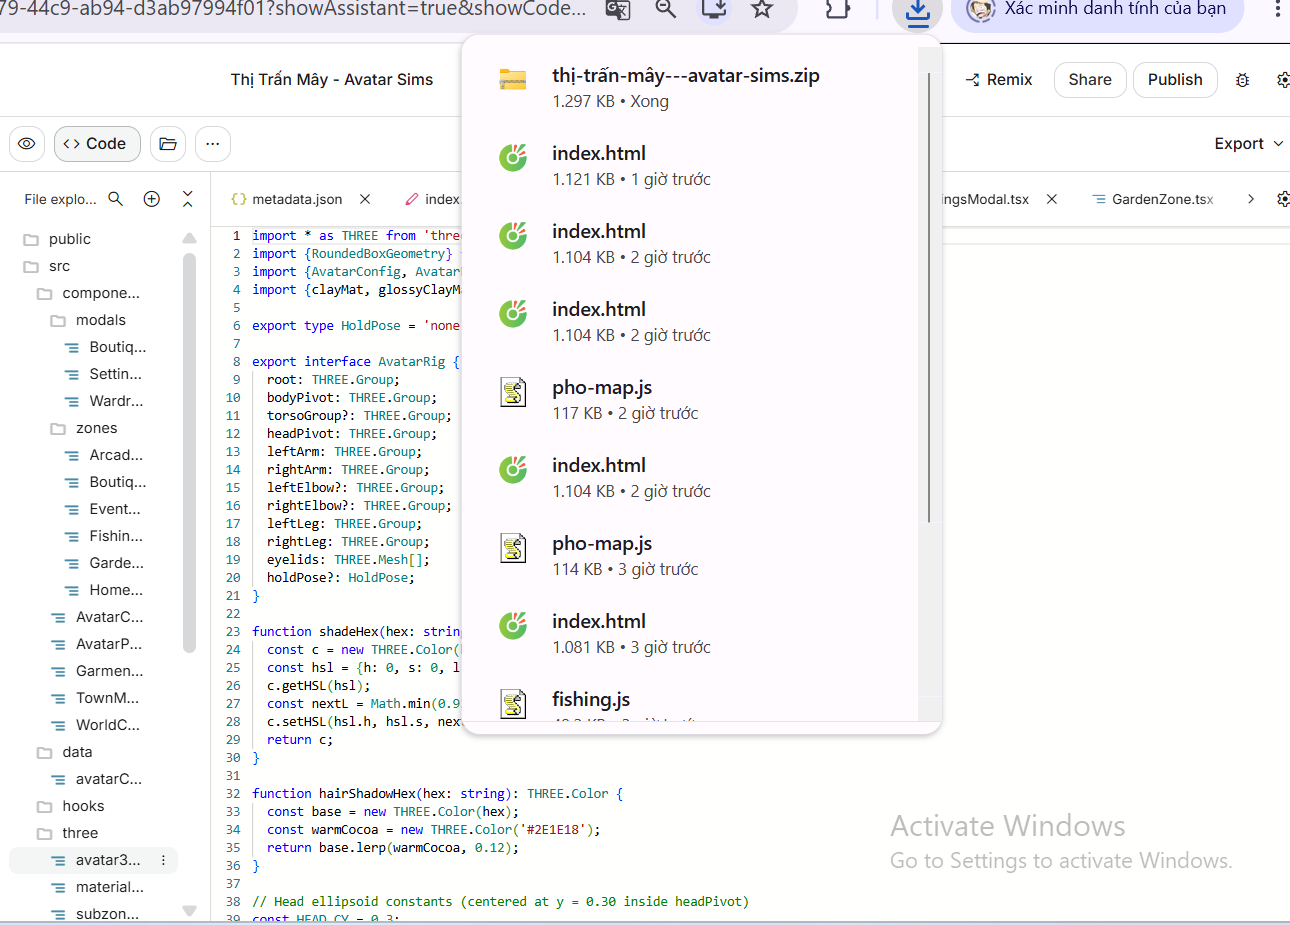 79-44c9-ab94-d3ab97994f01?showAssistant=true&showCode...
Xác minh danh tính của bạn
Thị Trấn Mây - Avatar Sims
Remix
Share
Publish
<> Code
Export
File explo...
metadata.json
index.
ingsModal.tsx
GardenZone.tsx
public
src
compone...
modals
Boutiq...
Settin...
Wardr...
zones
Arcad...
Boutiq...
Event...
Fishin...
Garde...
Home...
AvatarC...
AvatarP...
Garmen...
TownM...
WorldC...
data
avatarC...
hooks
three
avatar3...
material...
subzon...
1 import * as THREE from 'three
2 import {RoundedBoxGeometry}
3 import {AvatarConfig, Avatar
4 import {clayMat, glossyClayM
5
6 export type HoldPose = 'none
7
8 export interface AvatarRig {
9 root: THREE.Group;
10 bodyPivot: THREE.Group;
11 torsoGroup?: THREE.Group;
12 headPivot: THREE.Group;
13 leftArm: THREE.Group;
14 rightArm: THREE.Group;
15 leftElbow?: THREE.Group;
16 rightElbow?: THREE.Group;
17 leftLeg: THREE.Group;
18 rightLeg: THREE.Group;
19 eyelids: THREE.Mesh[];
20 holdPose?: HoldPose;
21 }
22
23 function shadeHex(hex: string
24 const c = new THREE.Color(
25 const hsl = {h: 0, s: 0, l
26 c.getHSL(hsl);
27 const nextL = Math.min(0.9
28 c.setHSL(hsl.h, hsl.s, nex
29 return c;
30 }
31
32 function hairShadowHex(hex: string): THREE.Color {
33 const base = new THREE.Color(hex);
34 const warmCocoa = new THREE.Color('#2E1E18');
35 return base.lerp(warmCocoa, 0.12);
36 }
37
38 // Head ellipsoid constants (centered at y = 0.30 inside headPivot)
39 const HEAD_CY = 0.3;
thị-trấn-mây---avatar-sims.zip
1.297 KB • Xong
index.html
1.121 KB • 1 giờ trước
index.html
1.104 KB • 2 giờ trước
index.html
1.104 KB • 2 giờ trước
pho-map.js
117 KB • 2 giờ trước
index.html
1.104 KB • 2 giờ trước
pho-map.js
114 KB • 3 giờ trước
index.html
1.081 KB • 3 giờ trước
fishing.js
Activate Windows
Go to Settings to activate Windows.